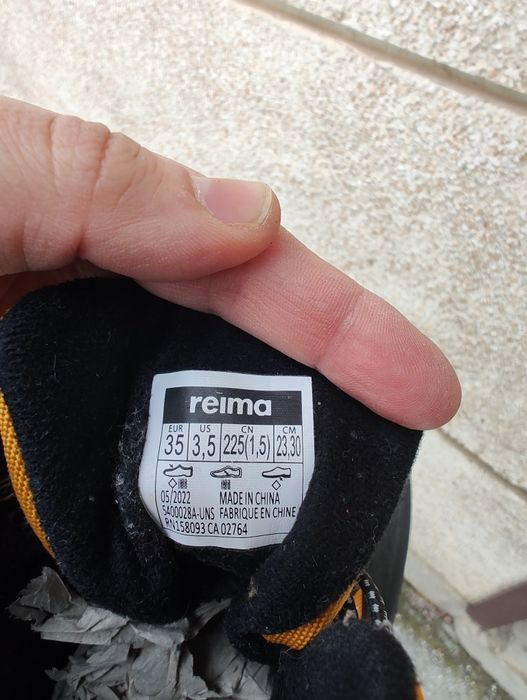 reima
EUR US CN CM
35 3,5 225(1,5) 23,30
05/2022 MADE IN CHINA
5400028A-UNS FABRIQUE EN CHINE
RN158093 CA 02764